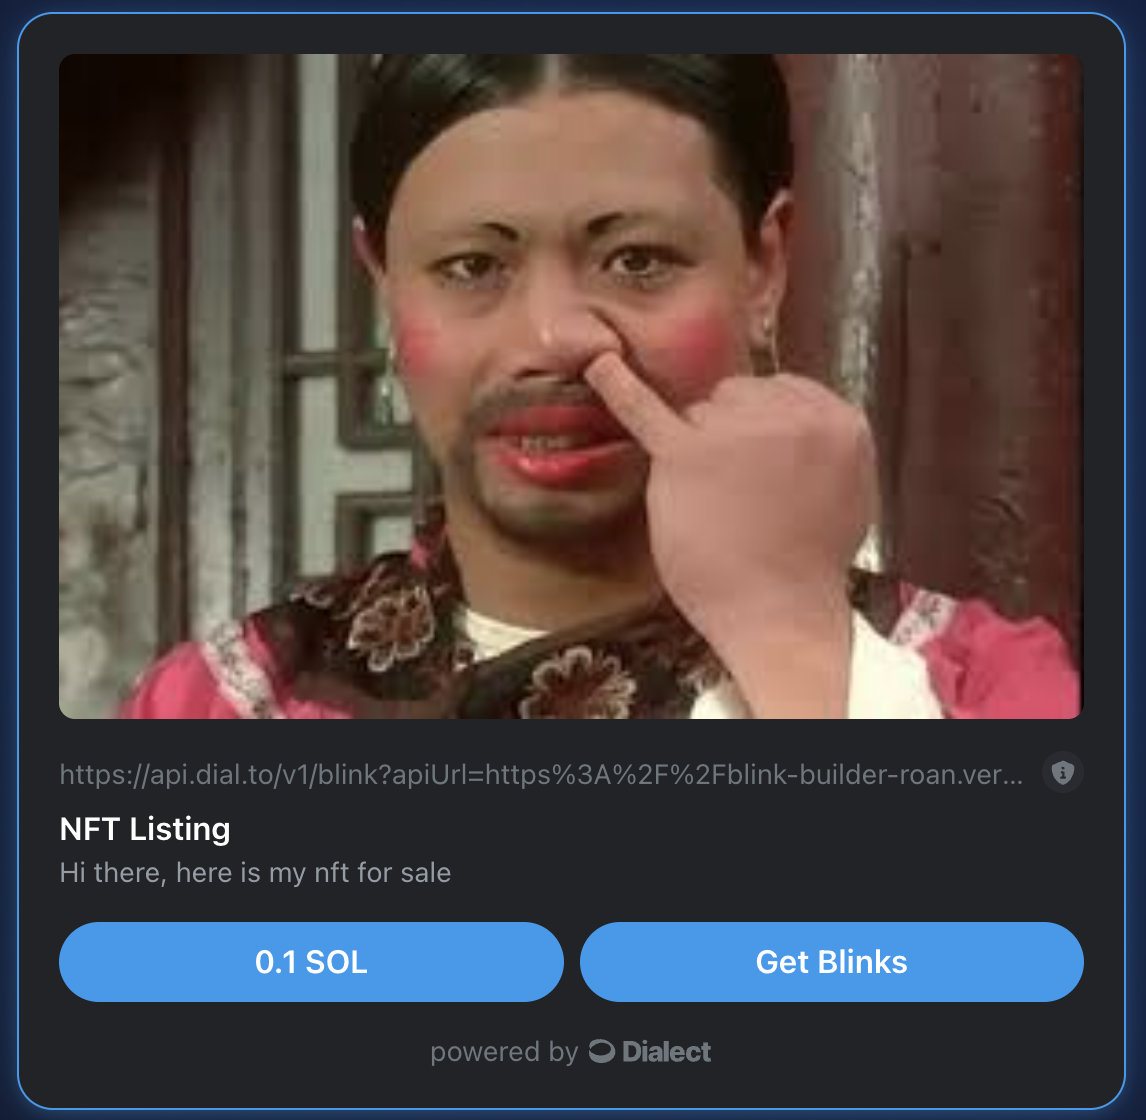 https://api.dial.to/v1/blink?apiUrl=https%3A%2F%2Fblink-builder-roan.ver...
NFT Listing
Hi there, here is my nft for sale
0.1 SOL
Get Blinks
powered by Dialect